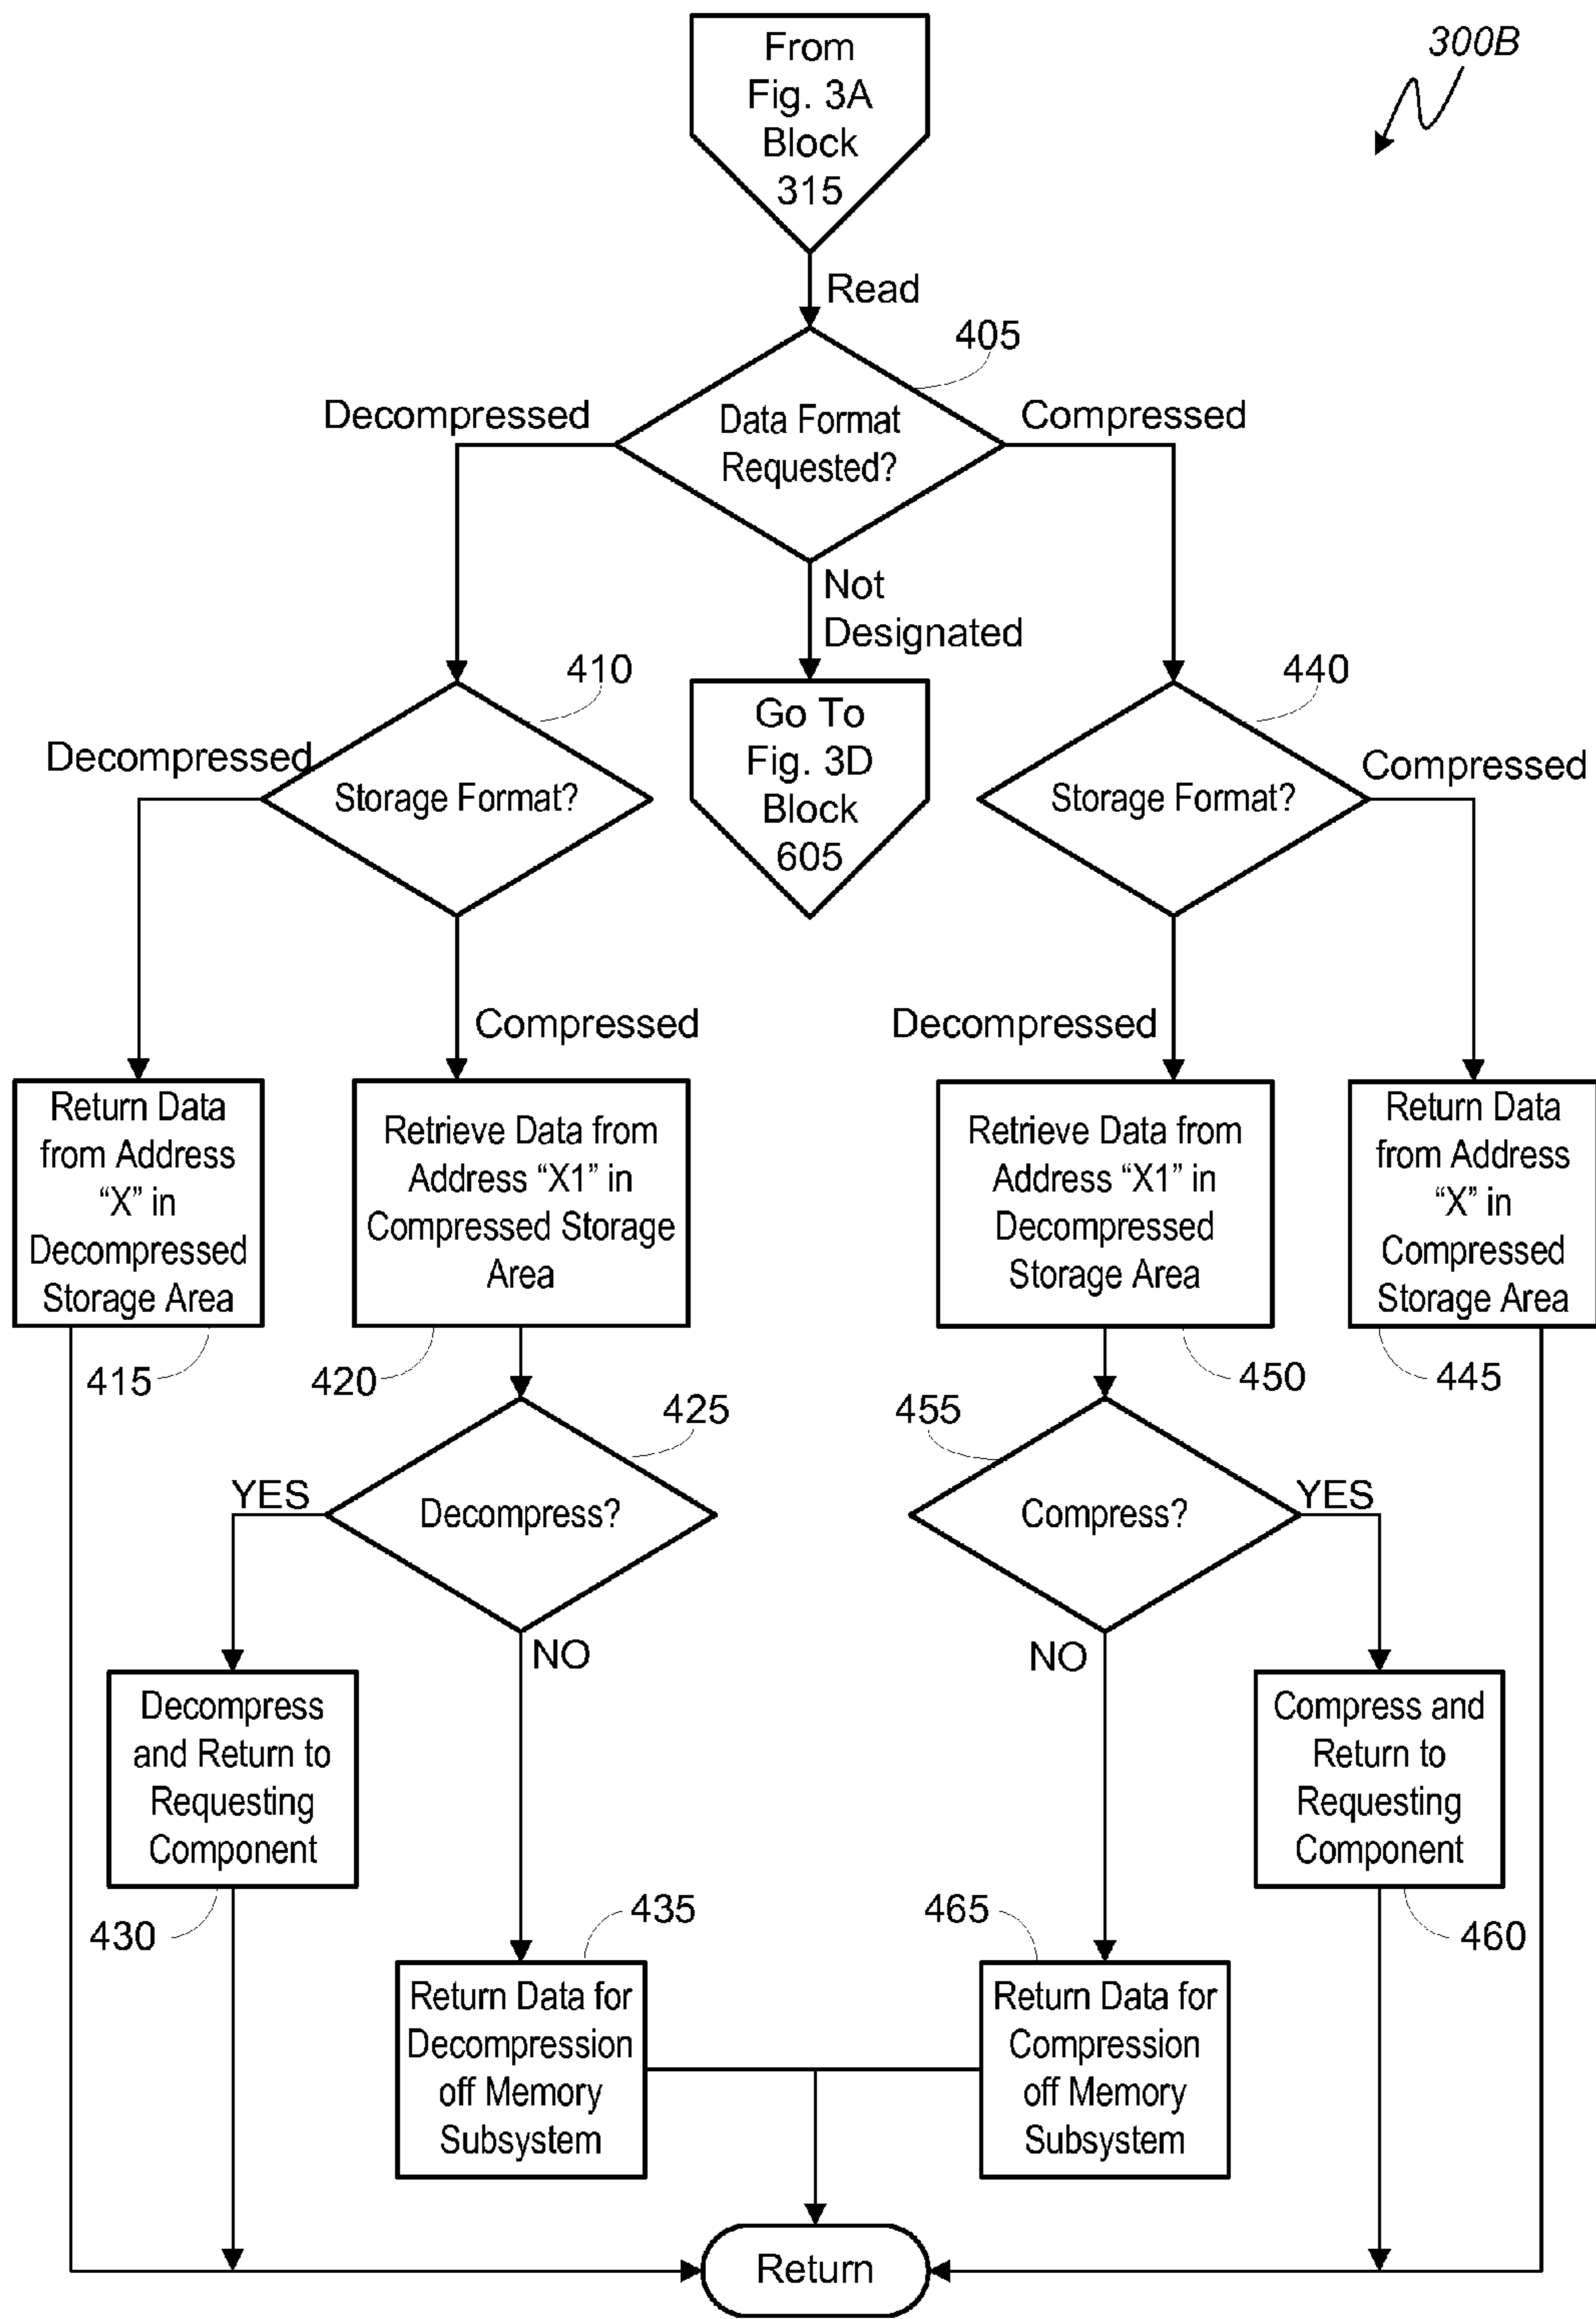 From
Fig. 3A
Block
315
300B
Read
405
Decompressed
Data Format
Requested?
Compressed
Not
Designated
410
440
Decompressed
Storage Format?
Go To
Fig. 3D
Block
605
Storage Format?
Compressed
Compressed
Decompressed
Return Data
from Address
“X” in
Decompressed
Storage Area
Retrieve Data from
Address “X1” in
Compressed Storage
Area
Retrieve Data from
Address “X1” in
Decompressed
Storage Area
Return Data
from Address
“X” in
Compressed
Storage Area
415
420
450
445
425
455
YES
Decompress?
Compress?
YES
NO
NO
Decompress
and Return to
Requesting
Component
Compress and
Return to
Requesting
Component
430
435
465
460
Return Data for
Decompression
off Memory
Subsystem
Return Data for
Compression
off Memory
Subsystem
Return